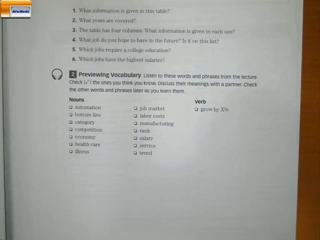 1. What information is given in this table?
2. What years are covered?
3. The table has four columns. What information is given in each one?
4. What job do you hope to have in the future? Is it on this list?
5. Which jobs require a college education?
6. Which jobs have the highest salaries?
2 Previewing Vocabulary Listen to these words and phrases from the lecture.
Check (✓) the ones you think you know. Discuss their meanings with a partner. Check
the other words and phrases later as you learn them.
Nouns
automation
bottom line
category
competition
economy
health care
illness
job market
labor costs
manufacturing
rank
salary
service
trend
Verb
grow by X%